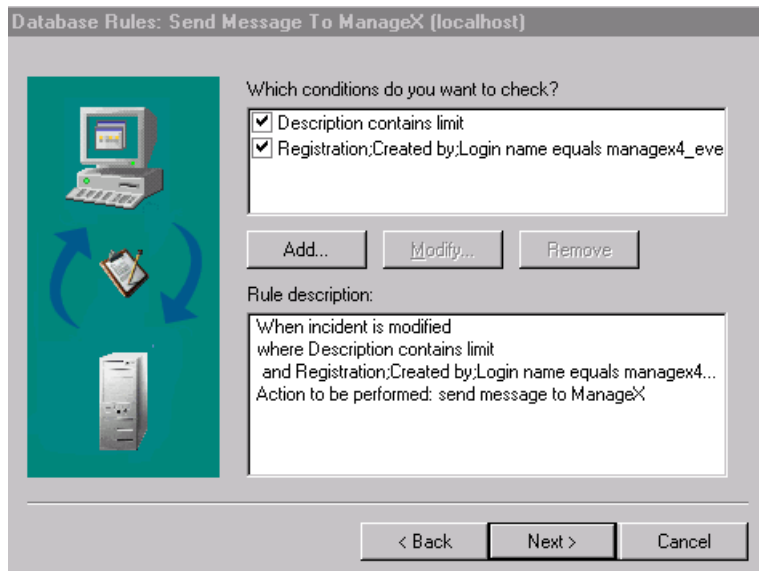 Database Rules: Send Message To ManageX (localhost)
Which conditions do you want to check?
Description contains limit
Registration;Created by;Login name equals managex4_eve
Add... Modify... Remove
Rule description:
When incident is modified
where Description contains limit
and Registration;Created by;Login name equals managex4...
Action to be performed: send message to ManageX
< Back Next > Cancel